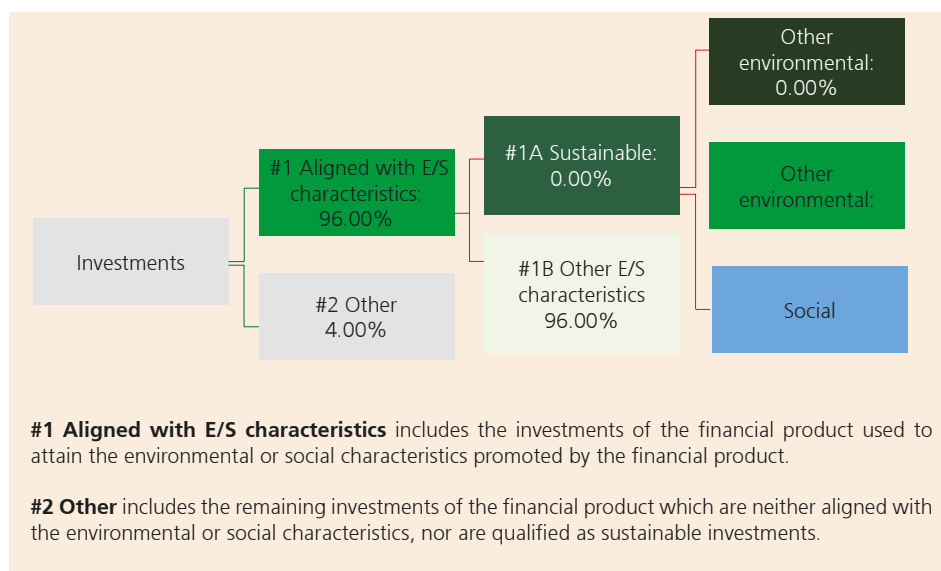 Investments
#1 Aligned with E/S
characteristics:
96.00%
#2 Other
4.00%
#1A Sustainable:
0.00%
#1B Other E/S
characteristics
96.00%
Other
environmental:
0.00%
Other
environmental:
Social
#1 Aligned with E/S characteristics includes the investments of the financial product used to
attain the environmental or social characteristics promoted by the financial product.
#2 Other includes the remaining investments of the financial product which are neither aligned with
the environmental or social characteristics, nor are qualified as sustainable investments.